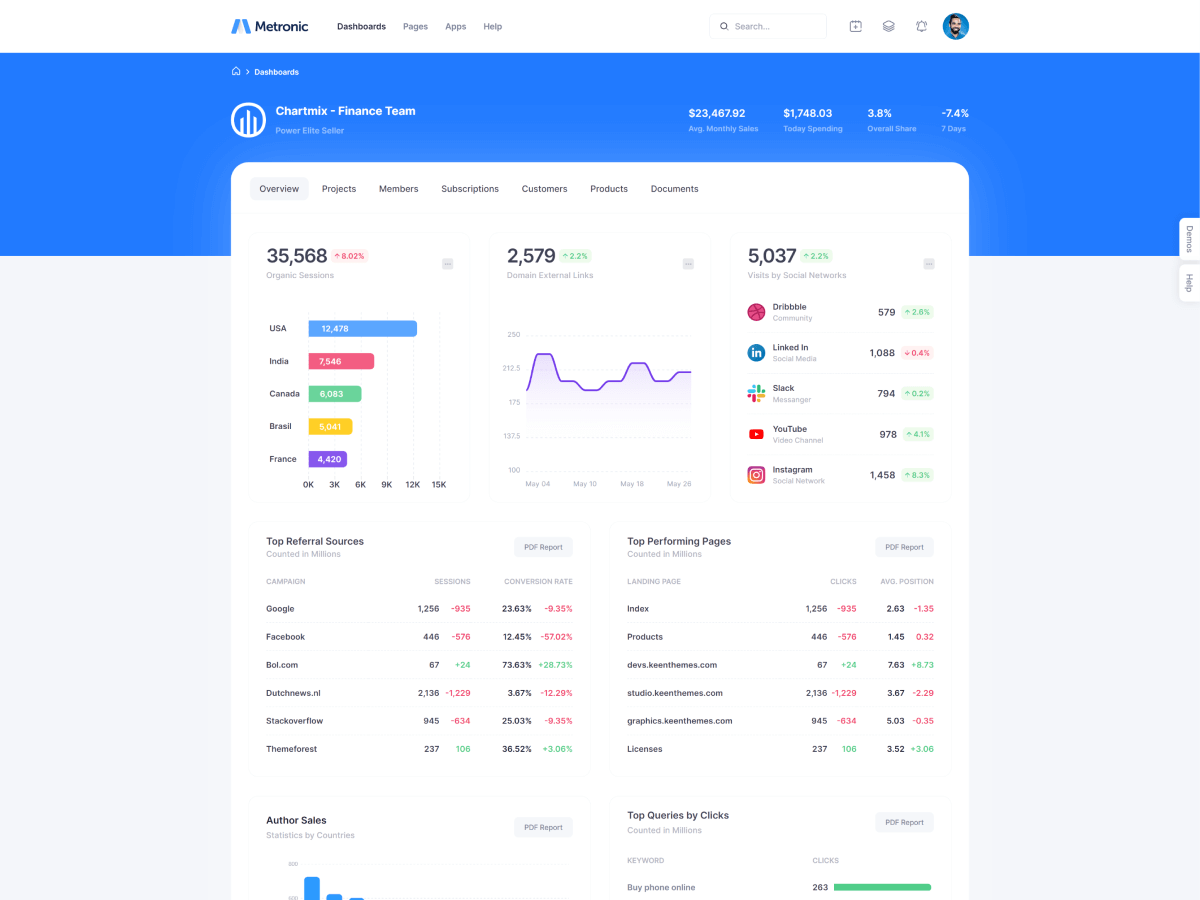 Metronic
Dashboards Pages Apps Help
Search...
Dashboards
Chartmix - Finance Team
Power Elite Seller
$23,467.92 $1,748.03 3.8% -7.4%
Avg. Monthly Sales Today Spending Overall Share 7 Days
Overview Projects Members Subscriptions Customers Products Documents
Demos
Help
35,568 8.02%
Organic Sessions
USA 12,478
India 7,546
Canada 6,083
Brasil 5,041
France 4,420
0K 3K 6K 9K 12K 15K
2,579 2.2%
Domain External Links
250
212.5
175
137.5
100
May 04 May 10 May 18 May 26
5,037 2.2%
Visits by Social Networks
Dribbble
Community
579 2.6%
Linked In
Social Media
1,088 0.4%
Slack
Messanger
794 0.2%
YouTube
Video Channel
978 4.1%
Instagram
Social Network
1,458 8.3%
Top Referral Sources
Counted in Millions
PDF Report
CAMPAIGN SESSIONS CONVERSION RATE
Google 1,256 -935 23.63% -9.35%
Facebook 446 -576 12.45% -57.02%
Bol.com 67 +24 73.63% +28.73%
Dutchnews.nl 2,136 -1,229 3.67% -12.29%
Stackoverflow 945 -634 25.03% -9.35%
Themeforest 237 106 36.52% +3.06%
Top Performing Pages
Counted in Millions
PDF Report
LANDING PAGE CLICKS AVG. POSITION
Index 1,256 -935 2.63 -1.35
Products 446 -576 1.45 0.32
devs.keenthemes.com 67 +24 7.63 +8.73
studio.keenthemes.com 2,136 -1,229 3.67 -2.29
graphics.keenthemes.com 945 -634 5.03 -0.35
Licenses 237 106 3.52 +3.06
Author Sales
Statistics by Countries
PDF Report
800
600
Top Queries by Clicks
Counted in Millions
PDF Report
KEYWORD CLICKS
Buy phone online 263